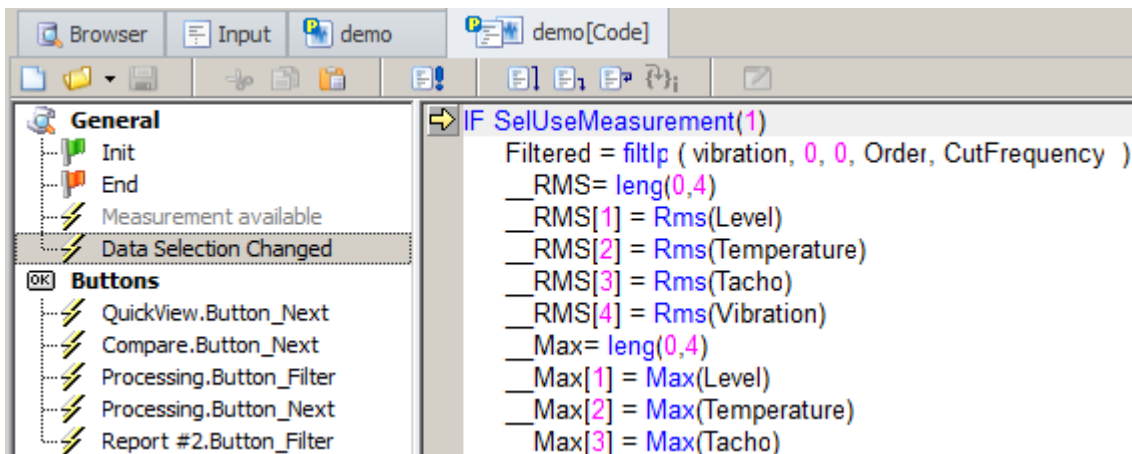 Browser Input demo demo[Code]
General
Init
End
Measurement available
Data Selection Changed
Buttons
QuickView.Button_Next
Compare.Button_Next
Processing.Button_Filter
Processing.Button_Next
Report #2.Button_Filter
IF SelUseMeasurement(1)
Filtered = filtlp ( vibration, 0, 0, Order, CutFrequency )
__RMS= leng(0,4)
__RMS[1] = Rms(Level)
__RMS[2] = Rms(Temperature)
__RMS[3] = Rms(Tacho)
__RMS[4] = Rms(Vibration)
__Max= leng(0,4)
__Max[1] = Max(Level)
__Max[2] = Max(Temperature)
__Max[3] = Max(Tacho)